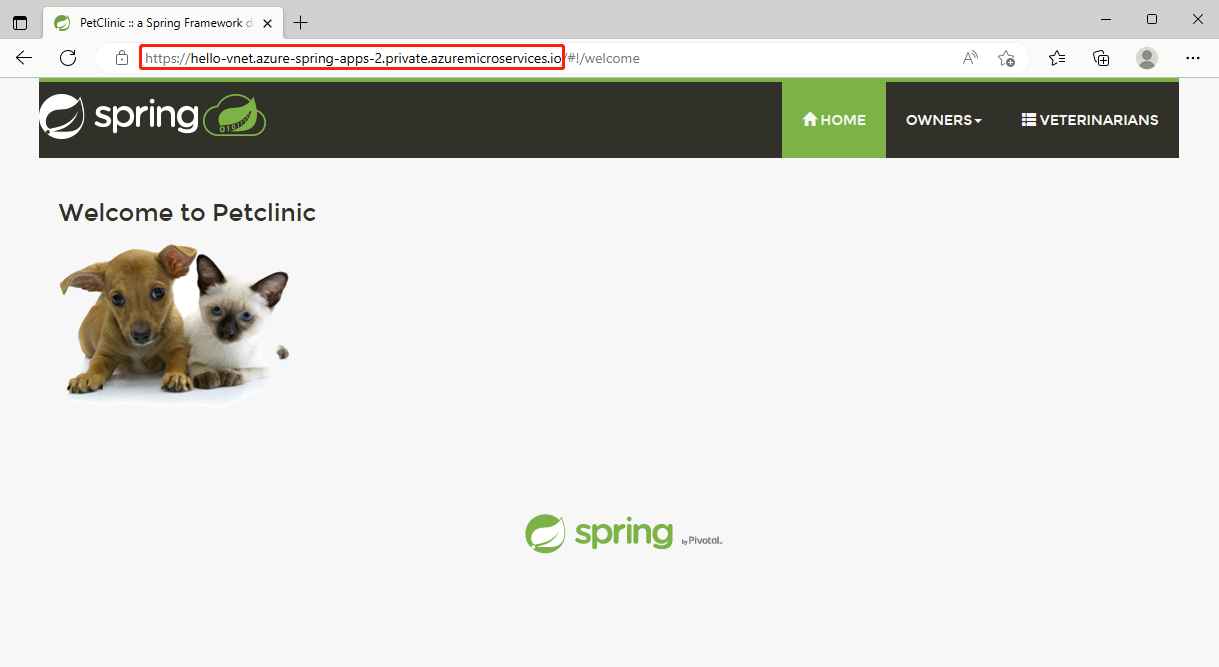 PetClinic :: a Spring Framework d
https://hello-vnet.azure-spring-apps-2.private.azuremicroservices.io/#!/welcome
spring
HOME
OWNERS
VETERINARIANS
Welcome to Petclinic
spring by Pivotal.